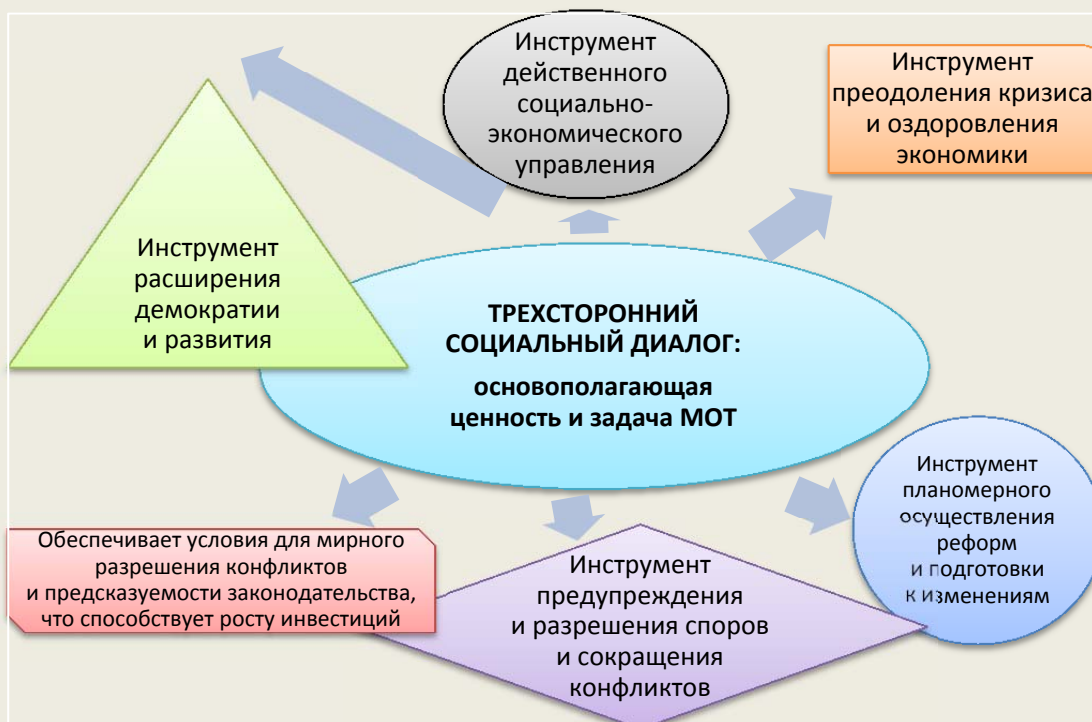 Инструмент
действенного
социально-
экономического
управления
Инструмент
преодоления кризиса
и оздоровления
экономики
Инструмент
расширения
демократии
и развития
ТРЕХСТОРОННИЙ
СОЦИАЛЬНЫЙ ДИАЛОГ:
основополагающая
ценность и задача МОТ
Обеспечивает условия для мирного
разрешения конфликтов
и предсказуемости законодательства,
что способствует росту инвестиций
Инструмент
предупреждения
и разрешения споров
и сокращения
конфликтов
Инструмент
планомерного
осуществления
реформ
и подготовки
к изменениям